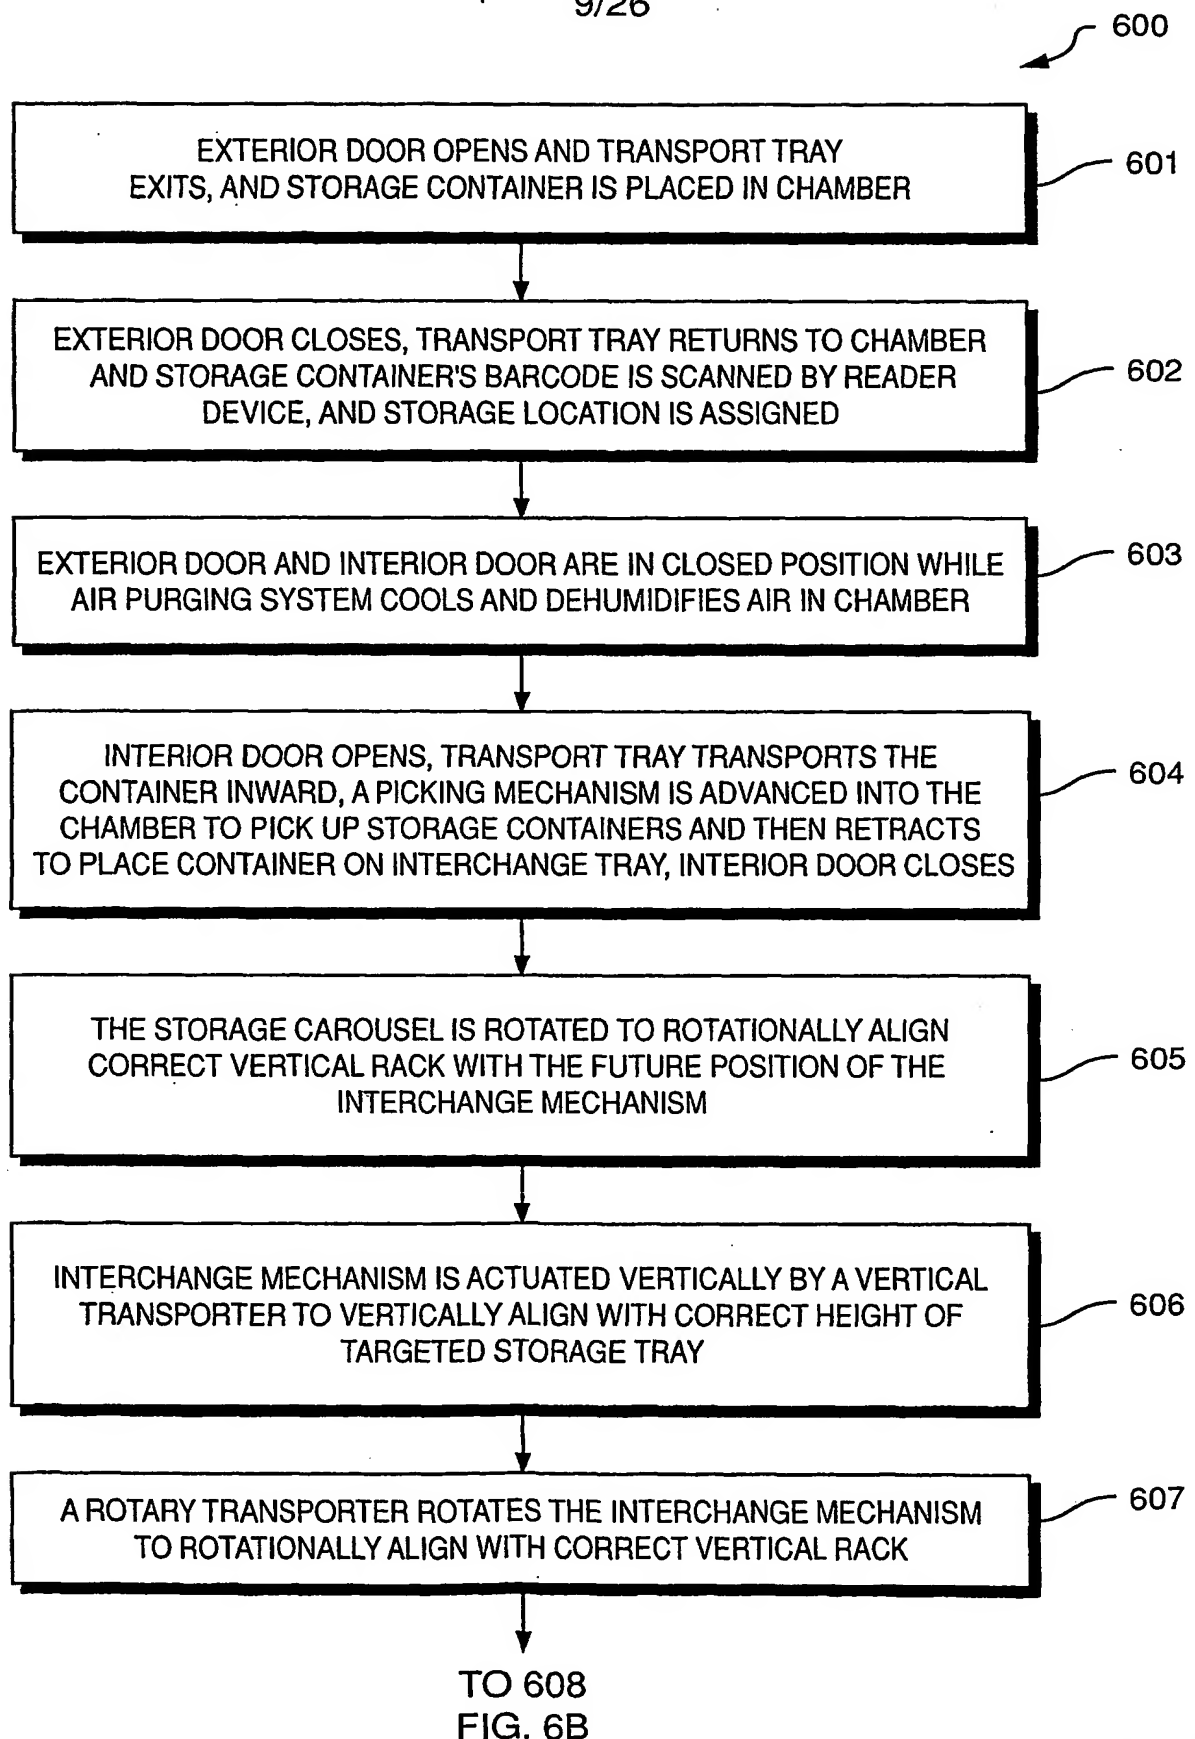 9/26
600
EXTERIOR DOOR OPENS AND TRANSPORT TRAY
EXITS, AND STORAGE CONTAINER IS PLACED IN CHAMBER
601
EXTERIOR DOOR CLOSES, TRANSPORT TRAY RETURNS TO CHAMBER
AND STORAGE CONTAINER'S BARCODE IS SCANNED BY READER
DEVICE, AND STORAGE LOCATION IS ASSIGNED
602
EXTERIOR DOOR AND INTERIOR DOOR ARE IN CLOSED POSITION WHILE
AIR PURGING SYSTEM COOLS AND DEHUMIDIFIES AIR IN CHAMBER
603
INTERIOR DOOR OPENS, TRANSPORT TRAY TRANSPORTS THE
CONTAINER INWARD, A PICKING MECHANISM IS ADVANCED INTO THE
CHAMBER TO PICK UP STORAGE CONTAINERS AND THEN RETRACTS
TO PLACE CONTAINER ON INTERCHANGE TRAY, INTERIOR DOOR CLOSES
604
THE STORAGE CAROUSEL IS ROTATED TO ROTATIONALLY ALIGN
CORRECT VERTICAL RACK WITH THE FUTURE POSITION OF THE
INTERCHANGE MECHANISM
605
INTERCHANGE MECHANISM IS ACTUATED VERTICALLY BY A VERTICAL
TRANSPORTER TO VERTICALLY ALIGN WITH CORRECT HEIGHT OF
TARGETED STORAGE TRAY
606
A ROTARY TRANSPORTER ROTATES THE INTERCHANGE MECHANISM
TO ROTATIONALLY ALIGN WITH CORRECT VERTICAL RACK
607
TO 608
FIG. 6B